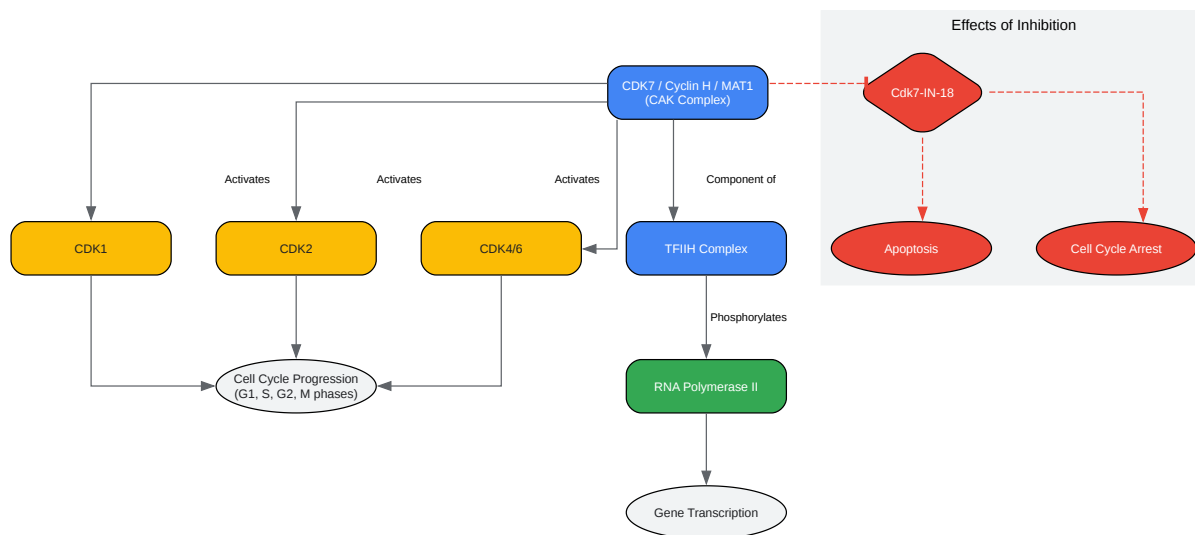 Effects of Inhibition
CDK7 / Cyclin H / MAT1
(CAK Complex)
Cdk7-IN-18
Activates
Activates
Activates
Component of
CDK1
CDK2
CDK4/6
TFIIH Complex
Apoptosis
Cell Cycle Arrest
Phosphorylates
Cell Cycle Progression
(G1, S, G2, M phases)
RNA Polymerase II
Gene Transcription